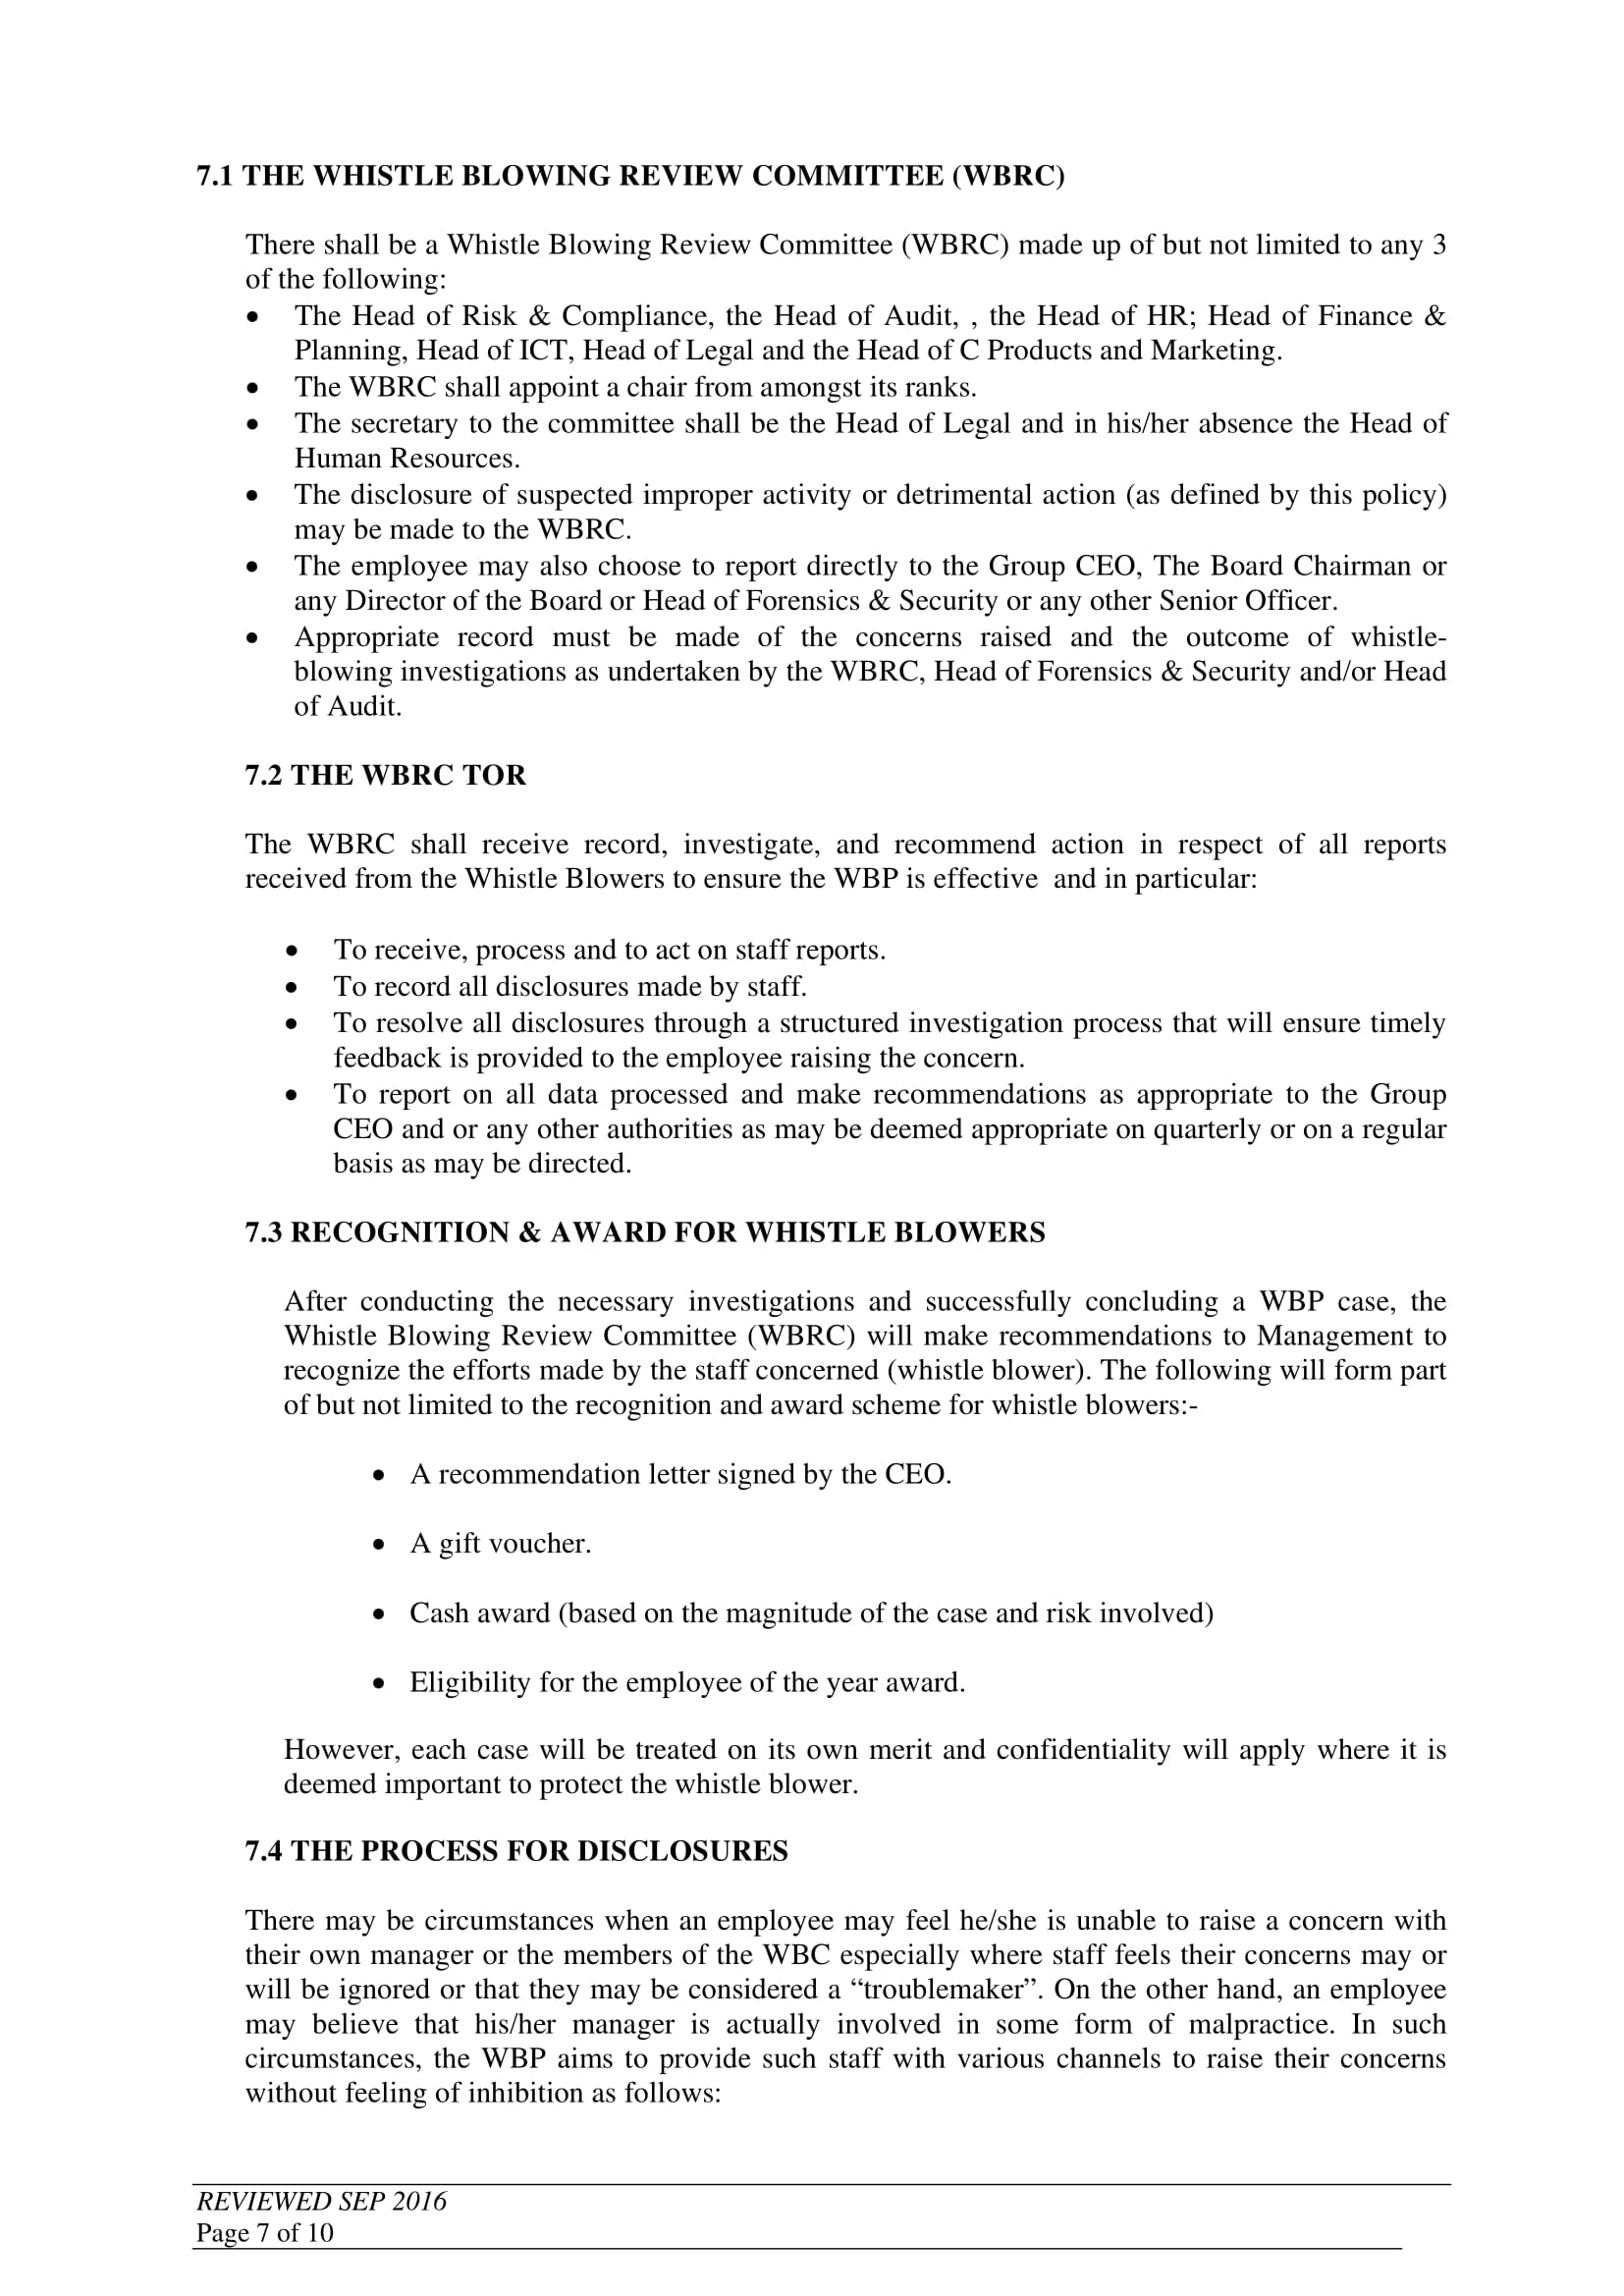 7.1 THE WHISTLE BLOWING REVIEW COMMITTEE (WBRC)
There shall be a Whistle Blowing Review Committee (WBRC) made up of but not limited to any 3
of the following:
• The Head of Risk & Compliance, the Head of Audit, , the Head of HR; Head of Finance &
Planning, Head of ICT, Head of Legal and the Head of C Products and Marketing.
• The WBRC shall appoint a chair from amongst its ranks.
• The secretary to the committee shall be the Head of Legal and in his/her absence the Head of
Human Resources.
• The disclosure of suspected improper activity or detrimental action (as defined by this policy)
may be made to the WBRC.
• The employee may also choose to report directly to the Group CEO, The Board Chairman or
any Director of the Board or Head of Forensics & Security or any other Senior Officer.
• Appropriate record must be made of the concerns raised and the outcome of whistle-
blowing investigations as undertaken by the WBRC, Head of Forensics & Security and/or Head
of Audit.
7.2 THE WBRC TOR
The WBRC shall receive record, investigate, and recommend action in respect of all reports
received from the Whistle Blowers to ensure the WBP is effective  and in particular:
• To receive, process and to act on staff reports.
• To record all disclosures made by staff.
• To resolve all disclosures through a structured investigation process that will ensure timely
feedback is provided to the employee raising the concern.
• To report on all data processed and make recommendations as appropriate to the Group
CEO and or any other authorities as may be deemed appropriate on quarterly or on a regular
basis as may be directed.
7.3 RECOGNITION & AWARD FOR WHISTLE BLOWERS
After conducting the necessary investigations and successfully concluding a WBP case, the
Whistle Blowing Review Committee (WBRC) will make recommendations to Management to
recognize the efforts made by the staff concerned (whistle blower). The following will form part
of but not limited to the recognition and award scheme for whistle blowers:-
• A recommendation letter signed by the CEO.
• A gift voucher.
• Cash award (based on the magnitude of the case and risk involved)
• Eligibility for the employee of the year award.
However, each case will be treated on its own merit and confidentiality will apply where it is
deemed important to protect the whistle blower.
7.4 THE PROCESS FOR DISCLOSURES
There may be circumstances when an employee may feel he/she is unable to raise a concern with
their own manager or the members of the WBC especially where staff feels their concerns may or
will be ignored or that they may be considered a “troublemaker”. On the other hand, an employee
may believe that his/her manager is actually involved in some form of malpractice. In such
circumstances, the WBP aims to provide such staff with various channels to raise their concerns
without feeling of inhibition as follows:
REVIEWED SEP 2016
Page 7 of 10